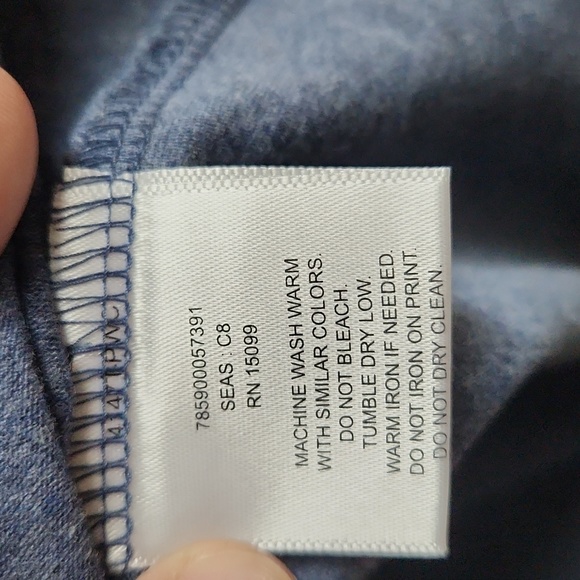 785900057391
SEAS : C8
RN 15099
MACHINE WASH WARM
WITH SIMILAR COLORS.
DO NOT BLEACH.
TUMBLE DRY LOW.
WARM IRON IF NEEDED.
DO NOT IRON ON PRINT.
DO NOT DRY CLEAN.